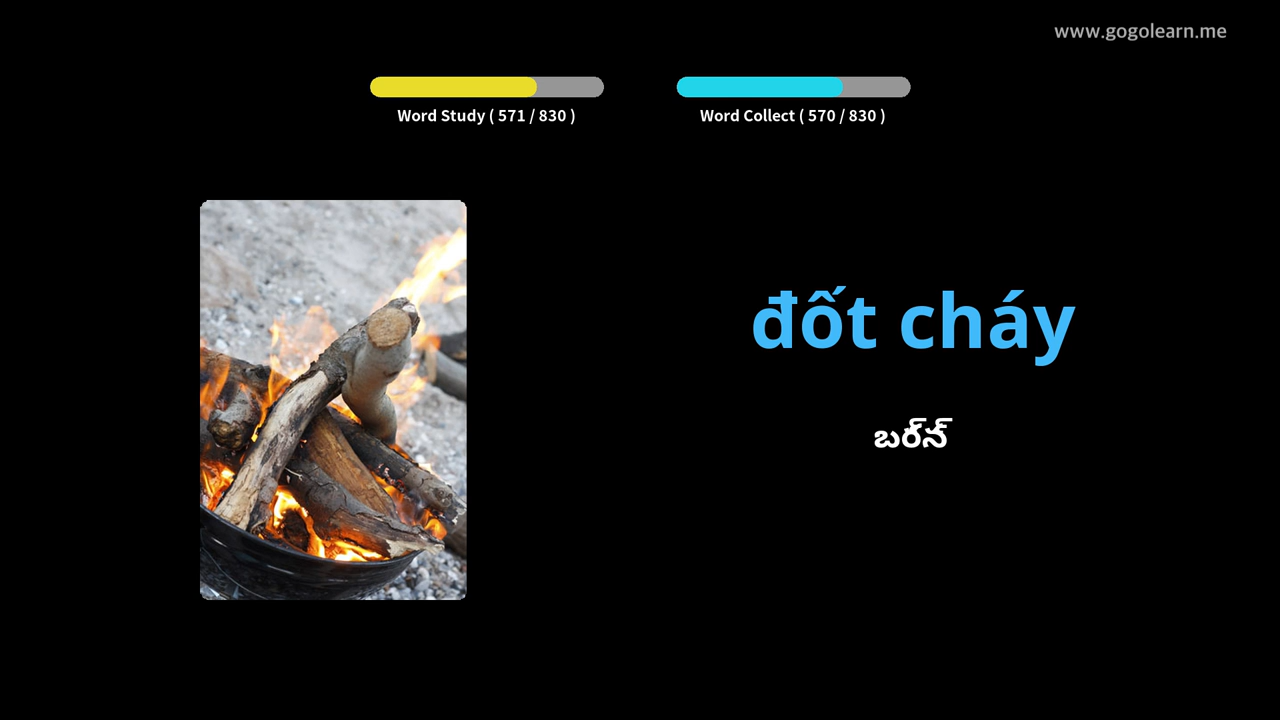 www.gogolearn.me
Word Study ( 571 / 830 )
Word Collect ( 570 / 830 )
đốt cháy
బర్న్